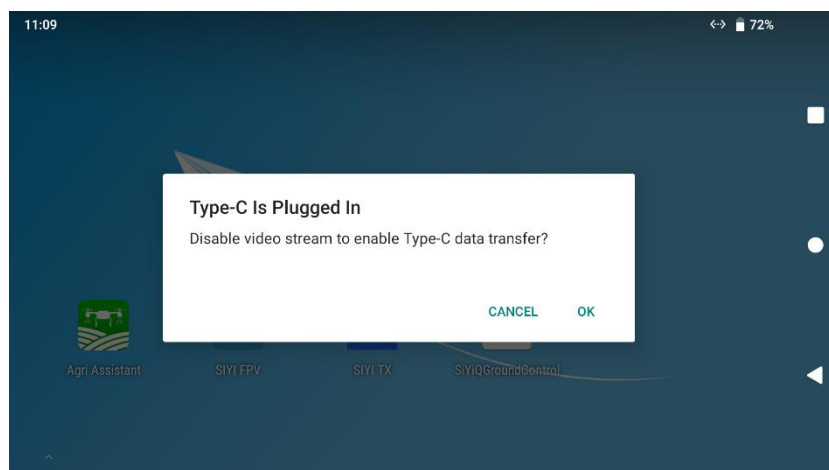 11:09
72%
Type-C Is Plugged In
Disable video stream to enable Type-C data transfer?
CANCEL OK
Agri Assistant SIYI FPV SIYI TX SiYiQGroundControl